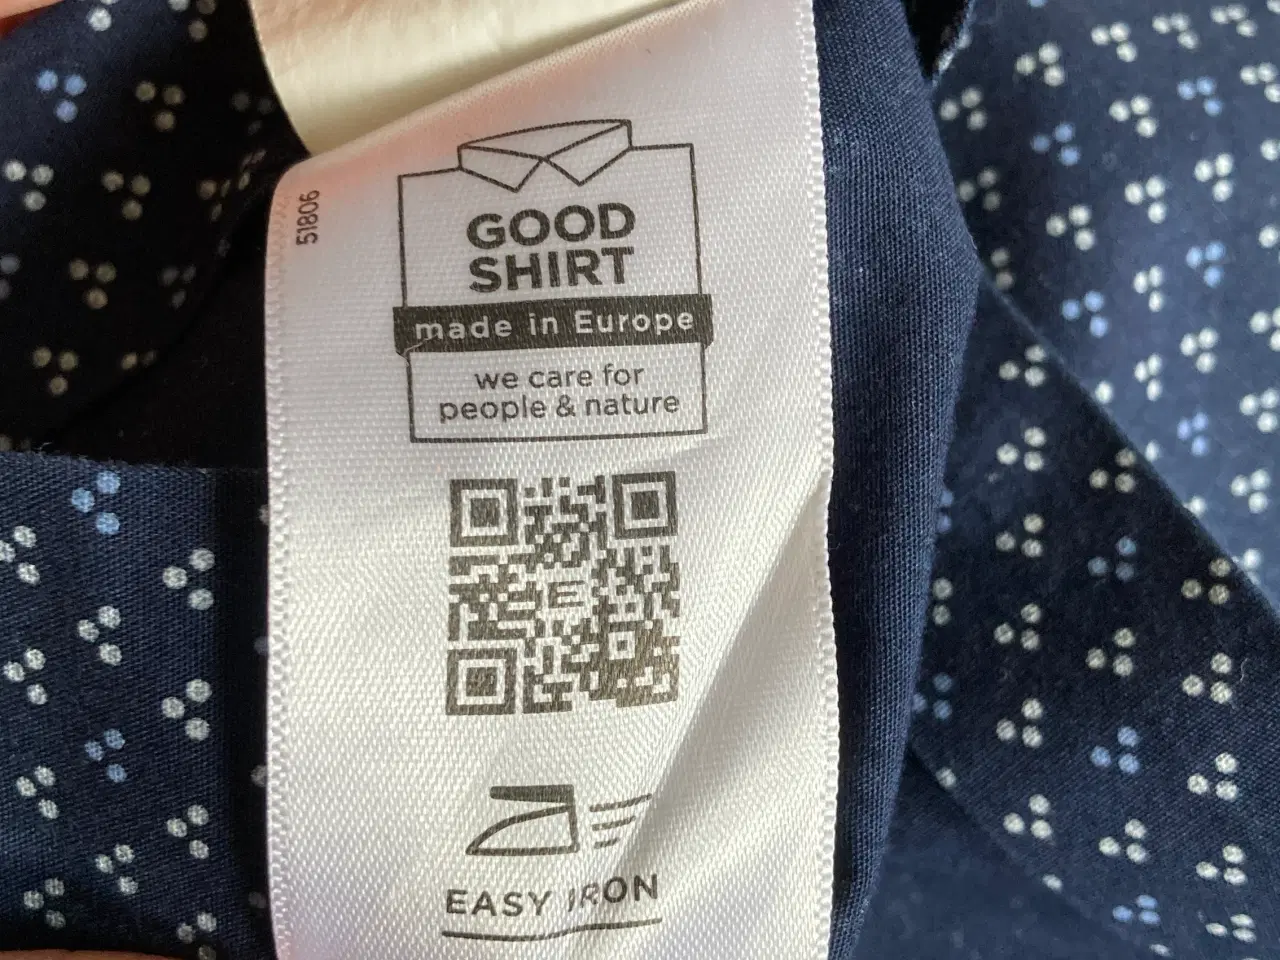 51806
GOOD
SHIRT
made in Europe
we care for
people & nature
E
EASY IRON